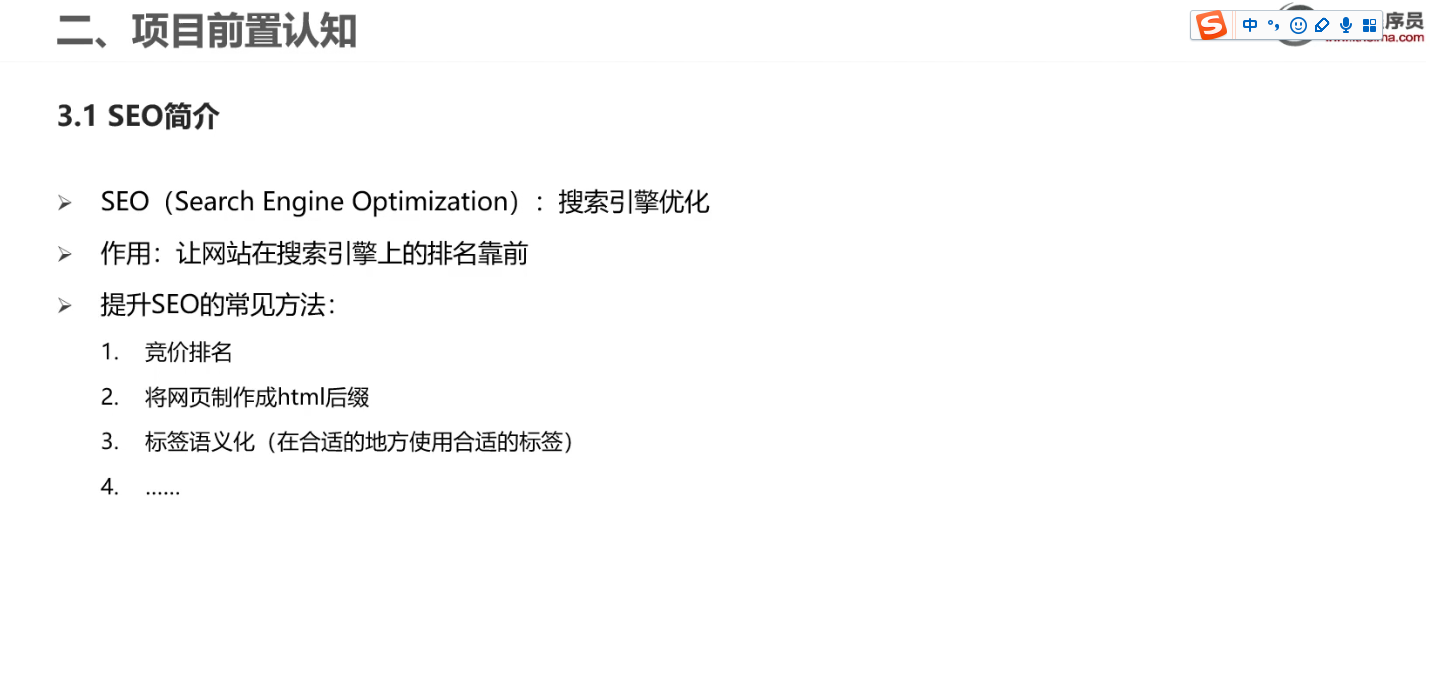 二、项目前置认知
中
序员
3.1 SEO简介
SEO（Search Engine Optimization）：搜索引擎优化
作用：让网站在搜索引擎上的排名靠前
提升SEO的常见方法：
1. 竞价排名
2. 将网页制作成html后缀
3. 标签语义化（在合适的地方使用合适的标签）
4. ……